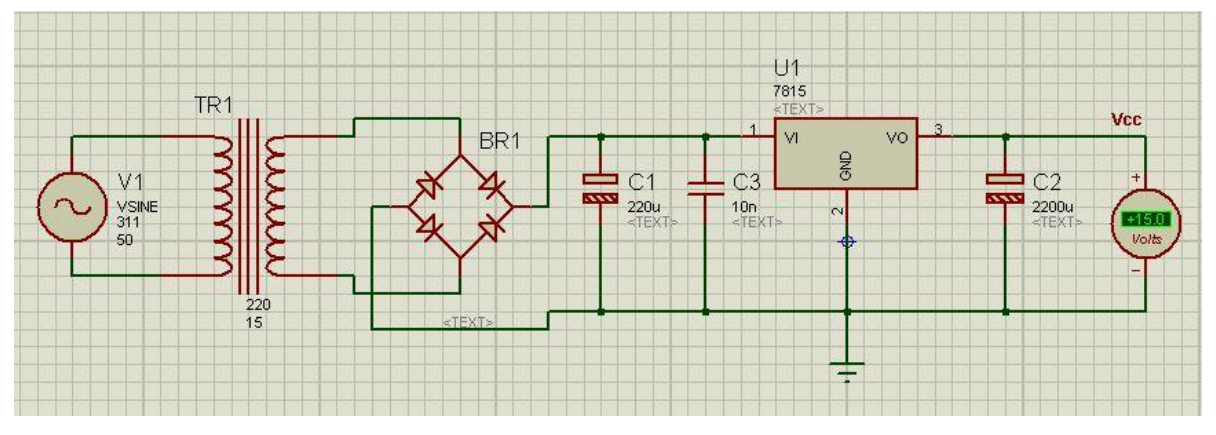 TR1
220
15
V1
VSINE
311
50
BR1
<TEXT>
C1
220u
<TEXT>
C3
10n
<TEXT>
U1
7815
<TEXT>
1
VI
VO
3
GND
2
C2
2200u
<TEXT>
Vcc
+
+15.0
Volts
-